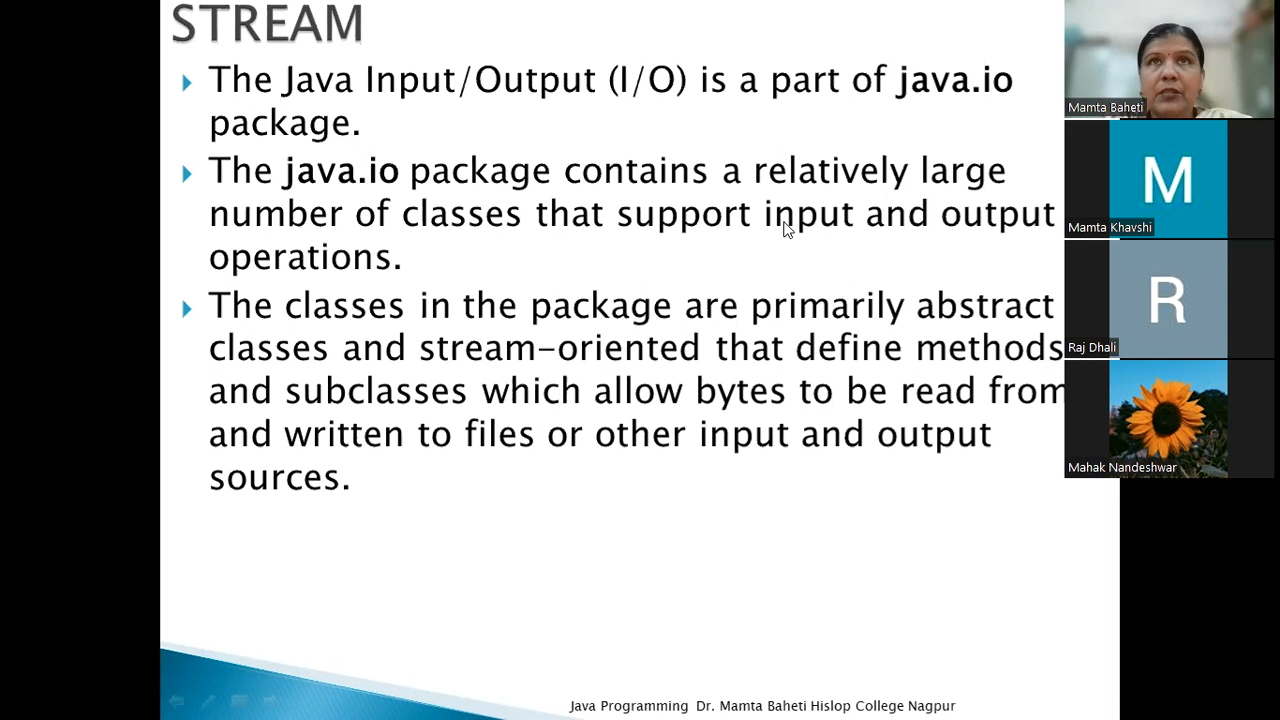 STREAM
The Java Input/Output (I/O) is a part of java.io
package.
The java.io package contains a relatively large
number of classes that support input and output
operations.
The classes in the package are primarily abstract
classes and stream-oriented that define methods
and subclasses which allow bytes to be read from
and written to files or other input and output
sources.
Java Programming Dr. Mamta Baheti Hislop College Nagpur
Mamta Baheti
M
Mamta Khavshi
R
Raj Dhali
Mahak Nandeshwar